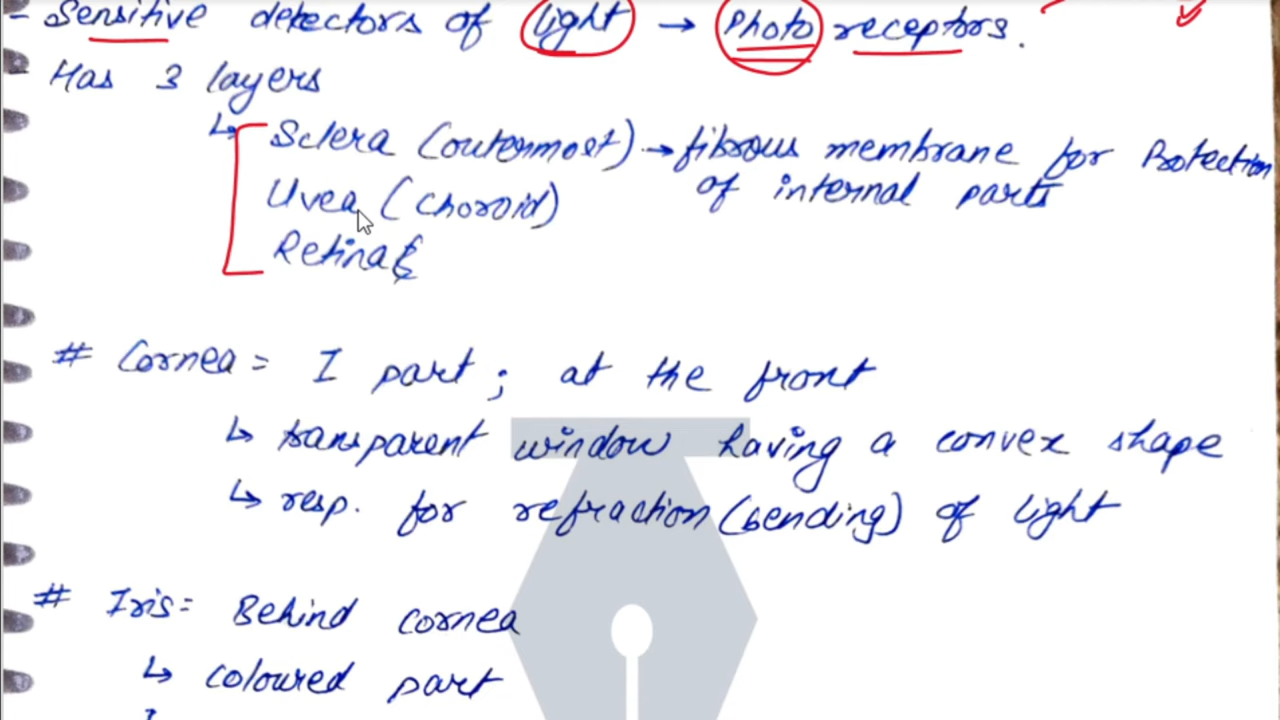 - Sensitive detectors of light → Photo receptors.
- Has 3 layers
↳ Sclera (outermost) → fibrous membrane for Protection
of internal parts
Uvea (Choroid)
Retina
# Cornea = I part; at the front
↳ transparent window having a convex shape
↳ resp. for refraction (bending) of light
# Iris = Behind cornea
↳ coloured part